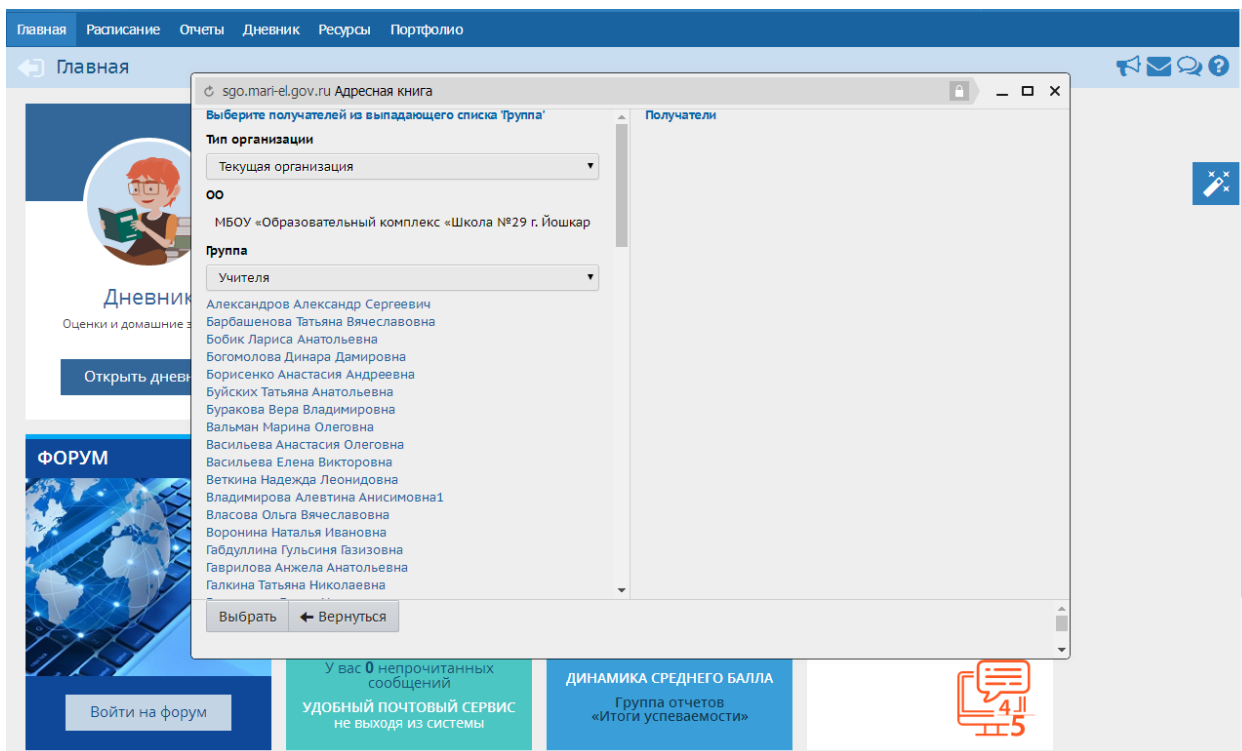 Главная Расписание Отчеты Дневник Ресурсы Портфолио
Главная
sgo.mari-el.gov.ru Адресная книга
Выберите получателей из выпадающего списка 'Группа'
Получатели
Тип организации
Текущая организация
ОО
МБОУ «Образовательный комплекс «Школа №29 г. Йошкар
Группа
Учителя
Александров Александр Сергеевич
Барбашенова Татьяна Вячеславовна
Бобик Лариса Анатольевна
Богомолова Динара Дамировна
Борисенко Анастасия Андреевна
Буйских Татьяна Анатольевна
Буракова Вера Владимировна
Вальман Марина Олеговна
Васильева Анастасия Олеговна
Васильева Елена Викторовна
Веткина Надежда Леонидовна
Владимирова Алевтина Анисимовна1
Власова Ольга Вячеславовна
Воронина Наталья Ивановна
Габдуллина Гульсиня Газизовна
Гаврилова Анжела Анатольевна
Галкина Татьяна Николаевна
Выбрать Вернуться
Дневник
Оценки и домашние з
Открыть дневн
ФОРУМ
Войти на форум
У вас 0 непрочитанных
сообщений
УДОБНЫЙ ПОЧТОВЫЙ СЕРВИС
не выходя из системы
ДИНАМИКА СРЕДНЕГО БАЛЛА
Группа отчетов
«Итоги успеваемости»
4
5